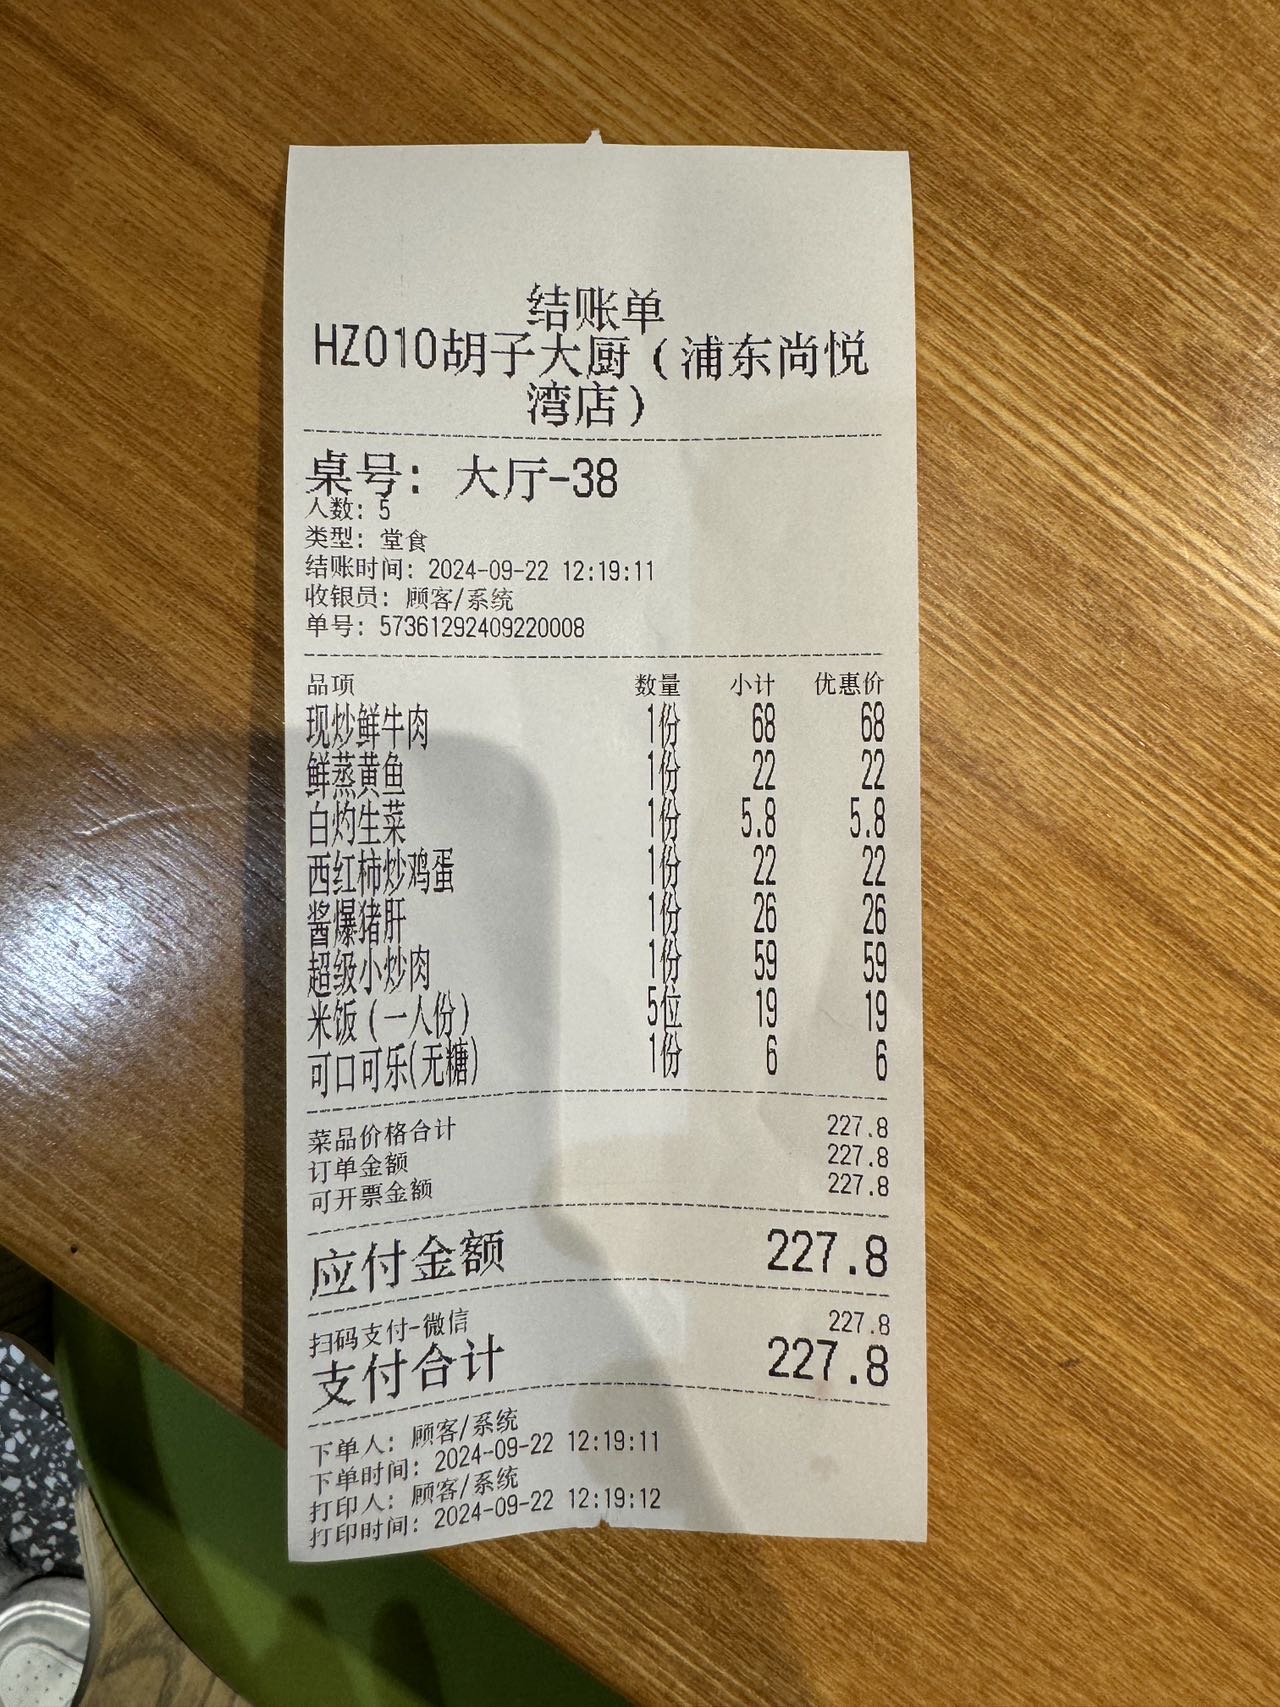 结账单
HZ010胡子大厨（浦东尚悦
湾店）
桌号：大厅-38
人数：5
类型：堂食
结账时间：2024-09-22 12:19:11
收银员：顾客/系统
单号：57361292409220008
品项 数量 小计 优惠价
现炒鲜牛肉 1份 68 68
鲜蒸黄鱼 1份 22 22
白灼生菜 1份 5.8 5.8
西红柿炒鸡蛋 1份 22 22
酱爆猪肝 1份 26 26
超级小炒肉 1份 59 59
米饭（一人份） 5位 19 19
可口可乐(无糖) 1份 6 6
菜品价格合计 227.8
订单金额 227.8
可开票金额 227.8
应付金额 227.8
扫码支付-微信 227.8
支付合计 227.8
下单人：顾客/系统
下单时间：2024-09-22 12:19:11
打印人：顾客/系统
打印时间：2024-09-22 12:19:12